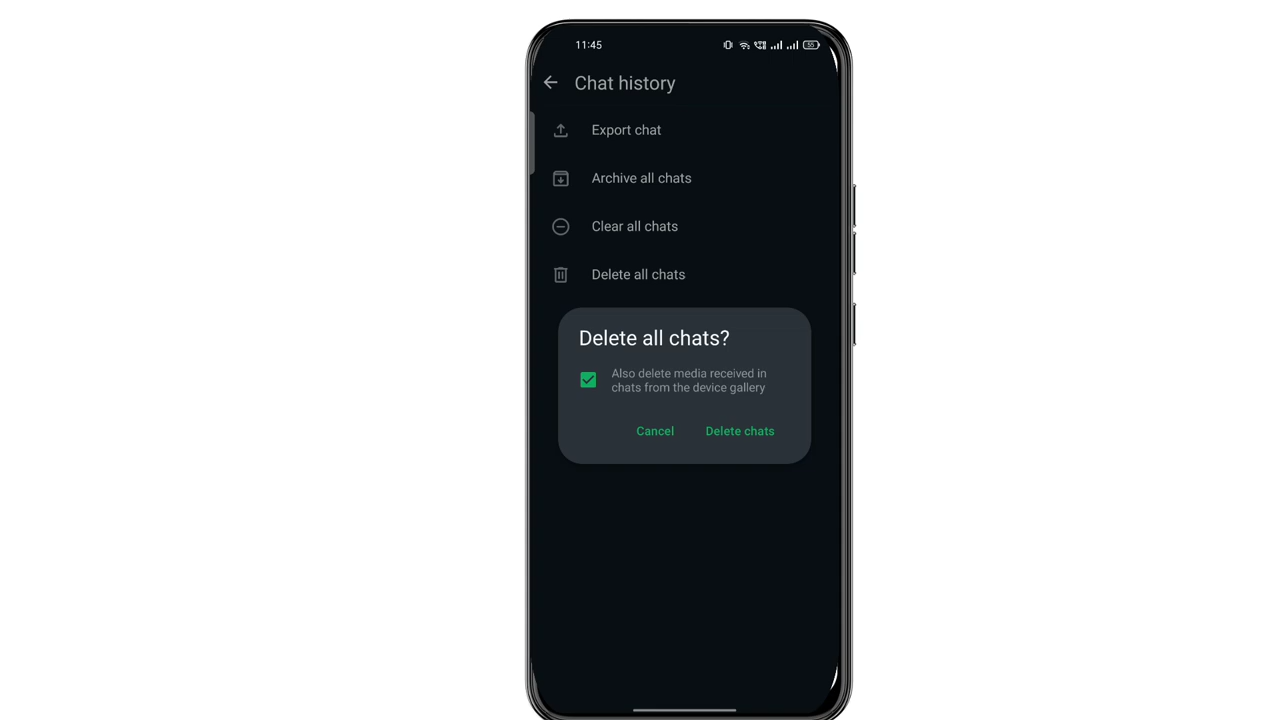 11:45
55
Chat history
Export chat
Archive all chats
Clear all chats
Delete all chats
Delete all chats?
Also delete media received in
chats from the device gallery
Cancel
Delete chats